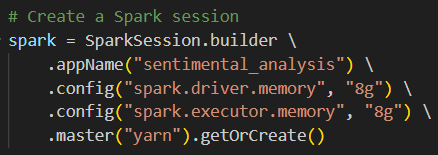 # Create a Spark session
spark = SparkSession.builder \
    .appName("sentimental_analysis") \
    .config("spark.driver.memory", "8g") \
    .config("spark.executor.memory", "8g") \
    .master("yarn").getOrCreate()